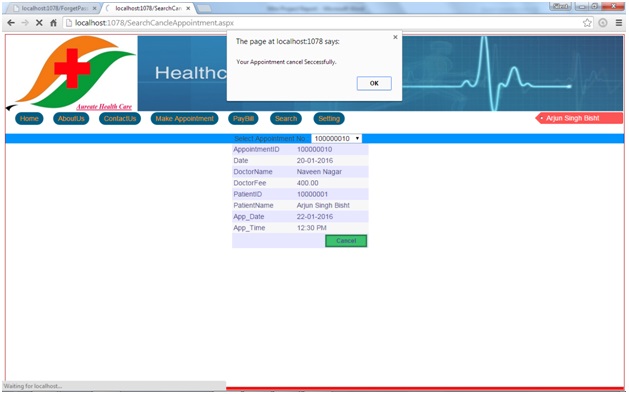 localhost:1078/ForgetPas
localhost:1078/SearchCan
Silent
localhost:1078/SearchCancleAppointment.aspx
The page at localhost:1078 says:
Your Appointment cancel Seccessfully.
OK
Healthc
Aureate Health Care
Home AboutUs ContactUs Make Appointment PayBill Search Setting
Arjun Singh Bisht
Select Appointment No. 100000010
AppointmentID 100000010
Date 20-01-2016
DoctorName Naveen Nagar
DoctorFee 400.00
PatientID 10000001
PatientName Arjun Singh Bisht
App_Date 22-01-2016
App_Time 12:30 PM
Cancel
Waiting for localhost...